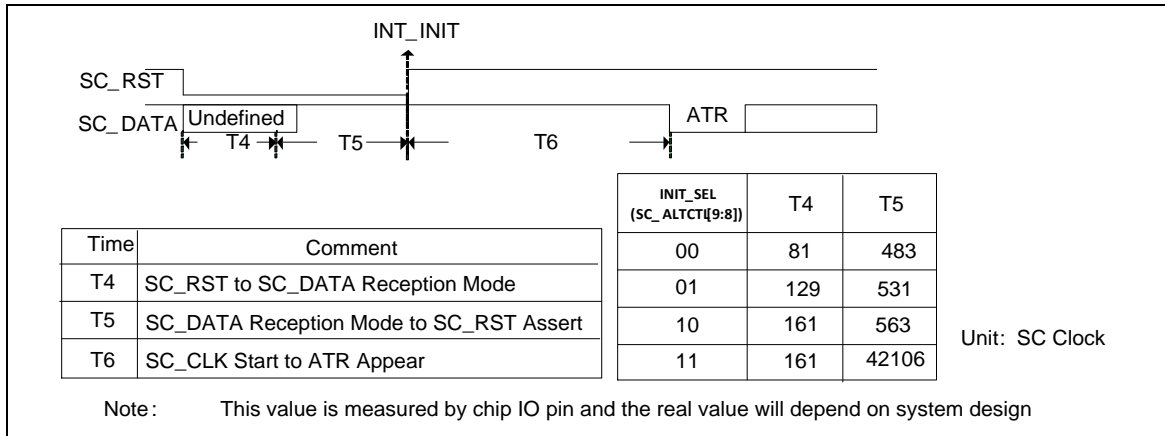 INT_INIT
SC_RST
SC_DATA Undefined ATR
T4 T5 T6
INIT_SEL (SC_ALTCTL[9:8]) T4 T5
00 81 483
01 129 531
10 161 563
11 161 42106
Unit: SC Clock
Time Comment
T4 SC_RST to SC_DATA Reception Mode
T5 SC_DATA Reception Mode to SC_RST Assert
T6 SC_CLK Start to ATR Appear
Note: This value is measured by chip IO pin and the real value will depend on system design